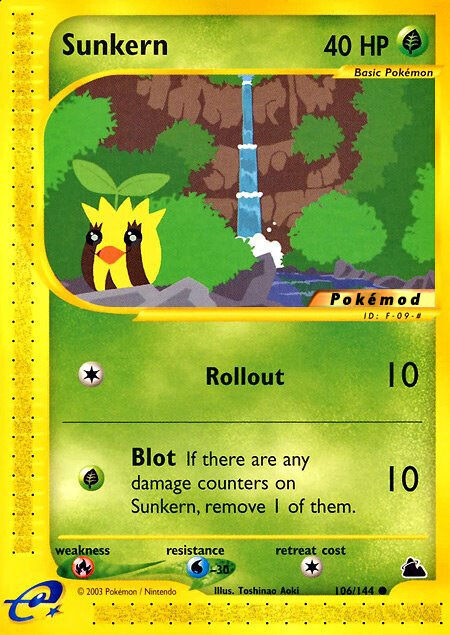 Sunkern 40 HP
Basic Pokémon
Pokémod
ID: F-09-#
Rollout 10
Blot If there are any
damage counters on 10
Sunkern, remove 1 of them.
weakness resistance retreat cost
-30
© 2003 Pokémon / Nintendo Illus. Toshinao Aoki 106/144
e